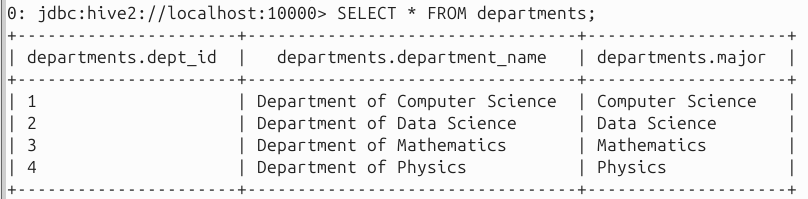 0: jdbc:hive2://localhost:10000> SELECT * FROM departments;
+----------------------+--------------------------------+--------------------+
| departments.dept_id  |   departments.department_name  | departments.major  |
+----------------------+--------------------------------+--------------------+
| 1                    | Department of Computer Science | Computer Science   |
| 2                    | Department of Data Science     | Data Science       |
| 3                    | Department of Mathematics      | Mathematics        |
| 4                    | Department of Physics          | Physics            |
+----------------------+--------------------------------+--------------------+